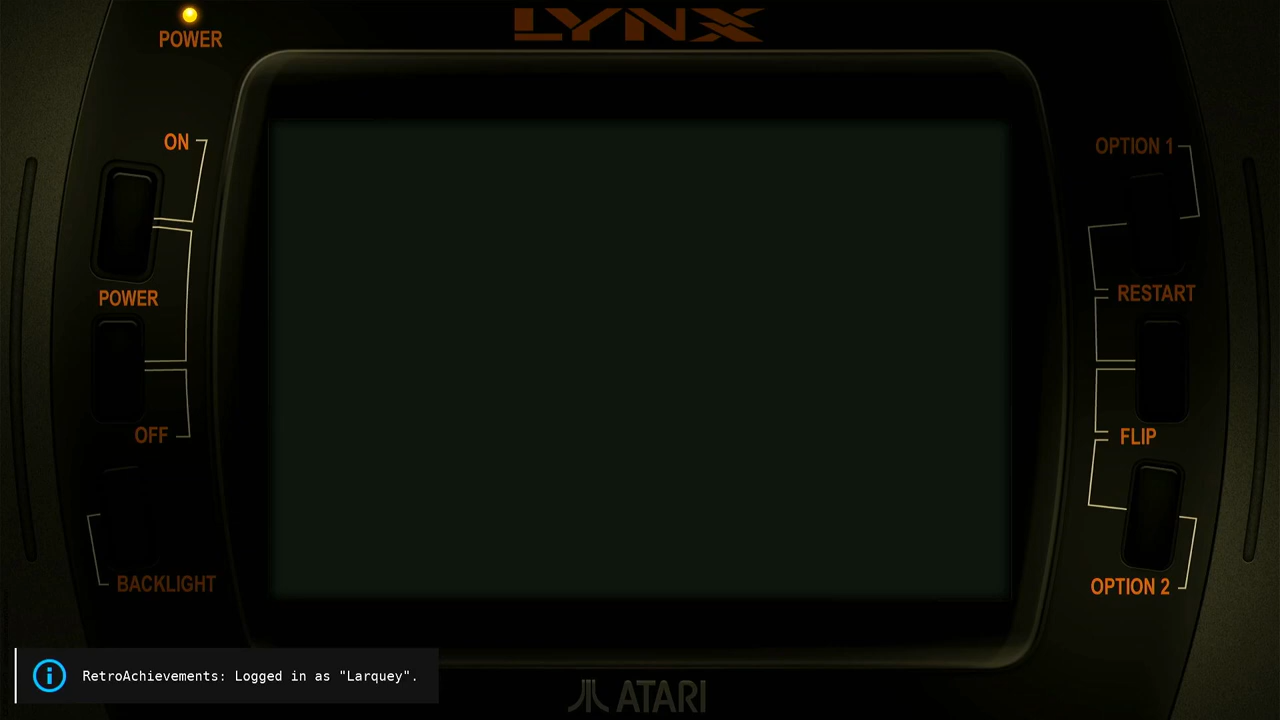 LYNX
POWER
ON
OPTION 1
POWER
RESTART
OFF
FLIP
BACKLIGHT
OPTION 2
RetroAchievements: Logged in as "Larquey".
ATARI